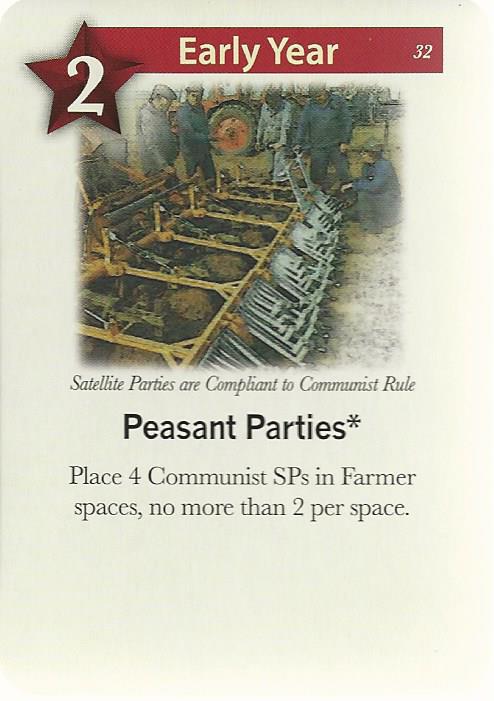 2
Early Year
32
Satellite Parties are Compliant to Communist Rule
Peasant Parties*
Place 4 Communist SPs in Farmer
spaces, no more than 2 per space.